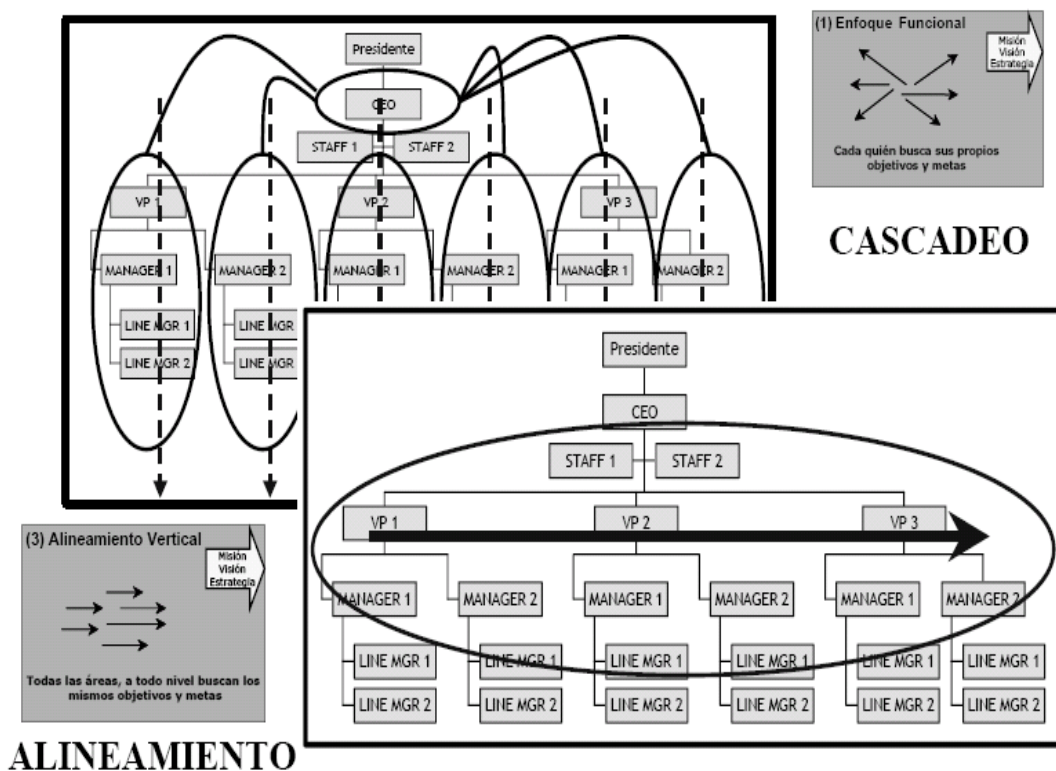 Presidente
CEO
STAFF 1 STAFF 2
VP 1 VP 2 VP 3
MANAGER 1 MANAGER 2 MANAGER 1 MANAGER 2 MANAGER 1 MANAGER 2
LINE MGR 1 LINE MGR
LINE MGR 2 LINE MGR
(1) Enfoque Funcional
Misión
Visión
Estrategia
Cada quién busca sus propios
objetivos y metas
CASCADEO
Presidente
CEO
STAFF 1 STAFF 2
VP 1 VP 2 VP 3
MANAGER 1 MANAGER 2 MANAGER 1 MANAGER 2 MANAGER 1 MANAGER 2
LINE MGR 1 LINE MGR 1 LINE MGR 1 LINE MGR 1 LINE MGR 1 LINE MGR 1
LINE MGR 2 LINE MGR 2 LINE MGR 2 LINE MGR 2 LINE MGR 2 LINE MGR 2
(3) Alineamiento Vertical
Misión
Visión
Estrategia
Todas las áreas, a todo nivel buscan los
mismos objetivos y metas
ALINEAMIENTO